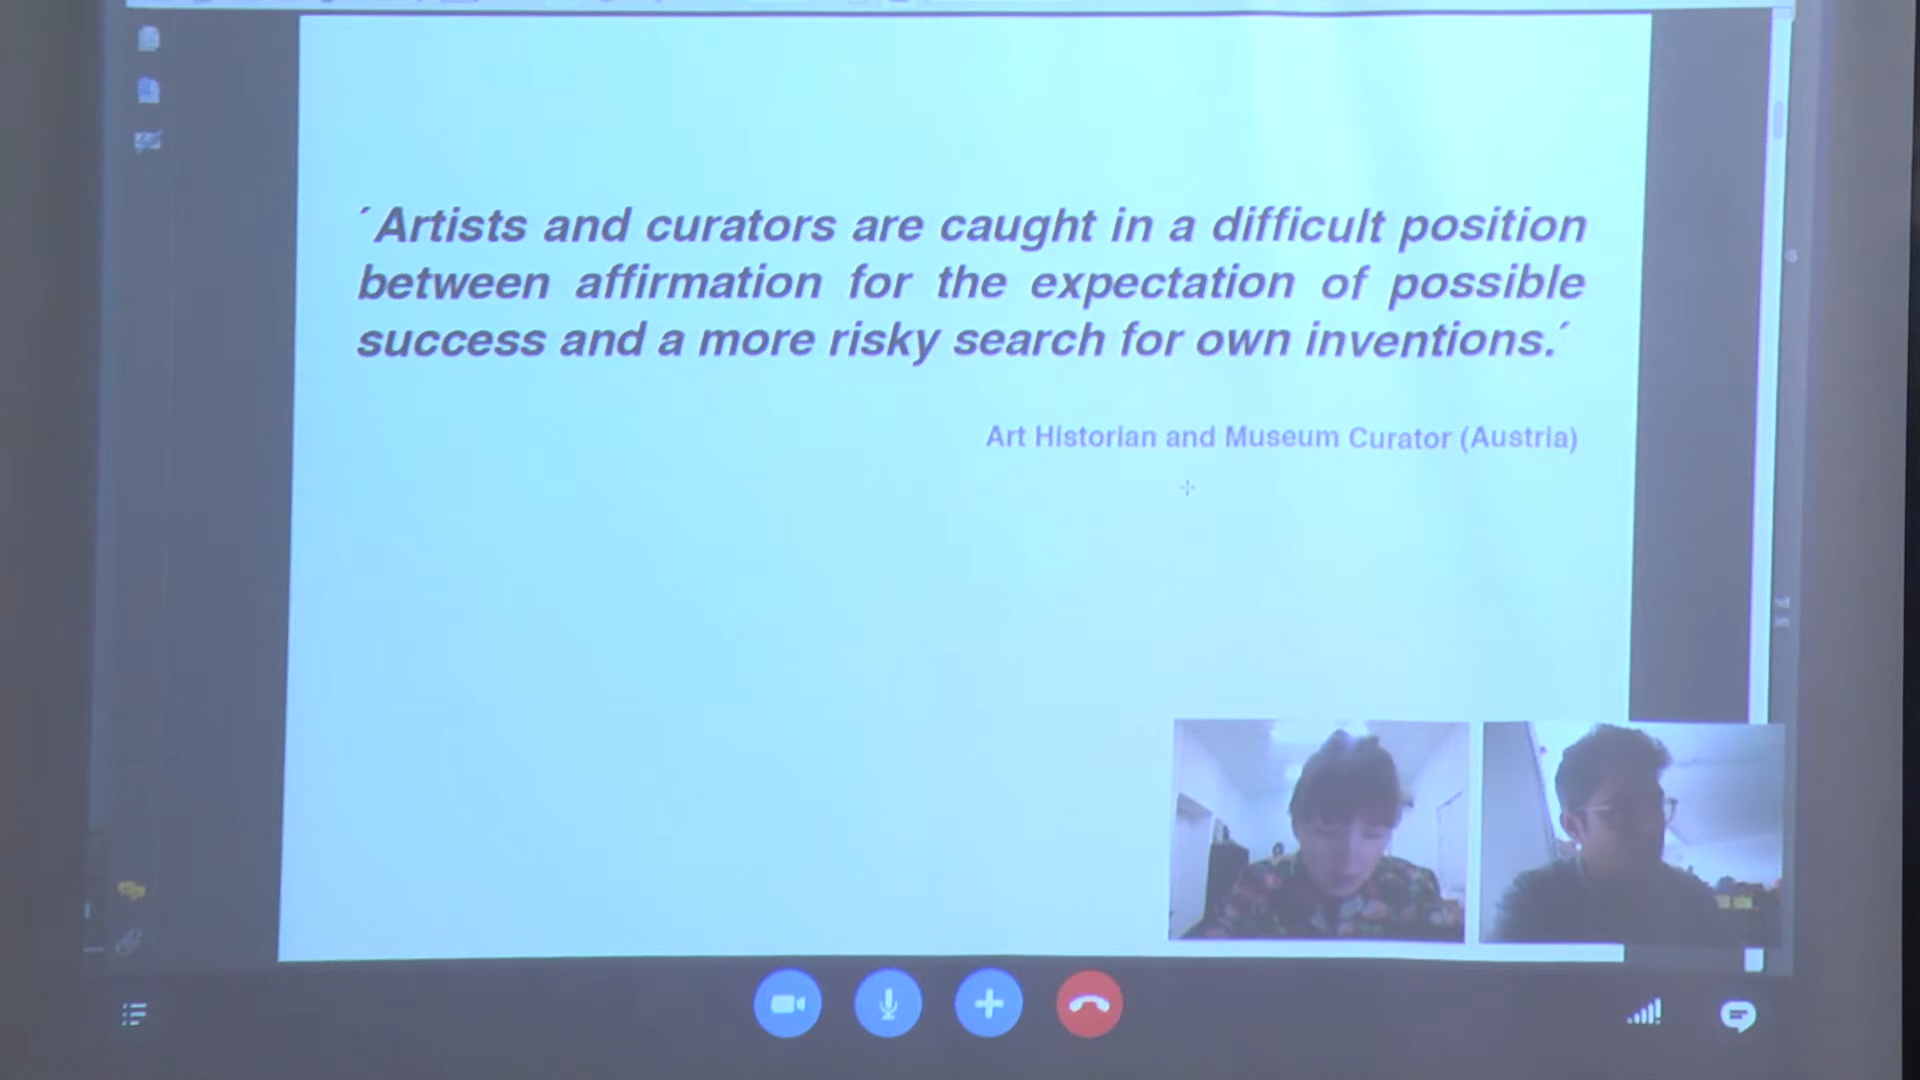 ´Artists and curators are caught in a difficult position
between affirmation for the expectation of possible
success and a more risky search for own inventions.´
Art Historian and Museum Curator (Austria)